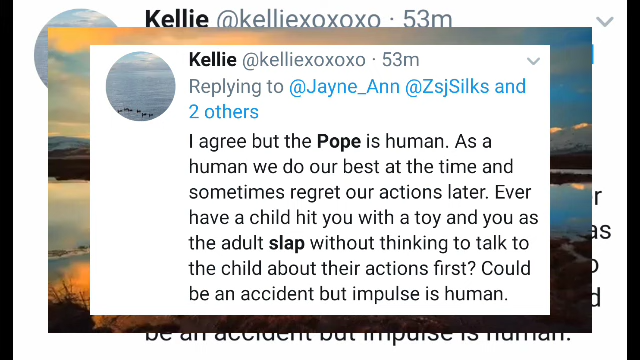 Kellie @kelliexoxoxo · 53m
Kellie @kelliexoxoxo · 53m
Replying to @Jayne_Ann @ZsjSilks and
2 others
I agree but the Pope is human. As a
human we do our best at the time and
sometimes regret our actions later. Ever
have a child hit you with a toy and you as
the adult slap without thinking to talk to
the child about their actions first? Could
be an accident but impulse is human.
as
be an accident but impulse is human.